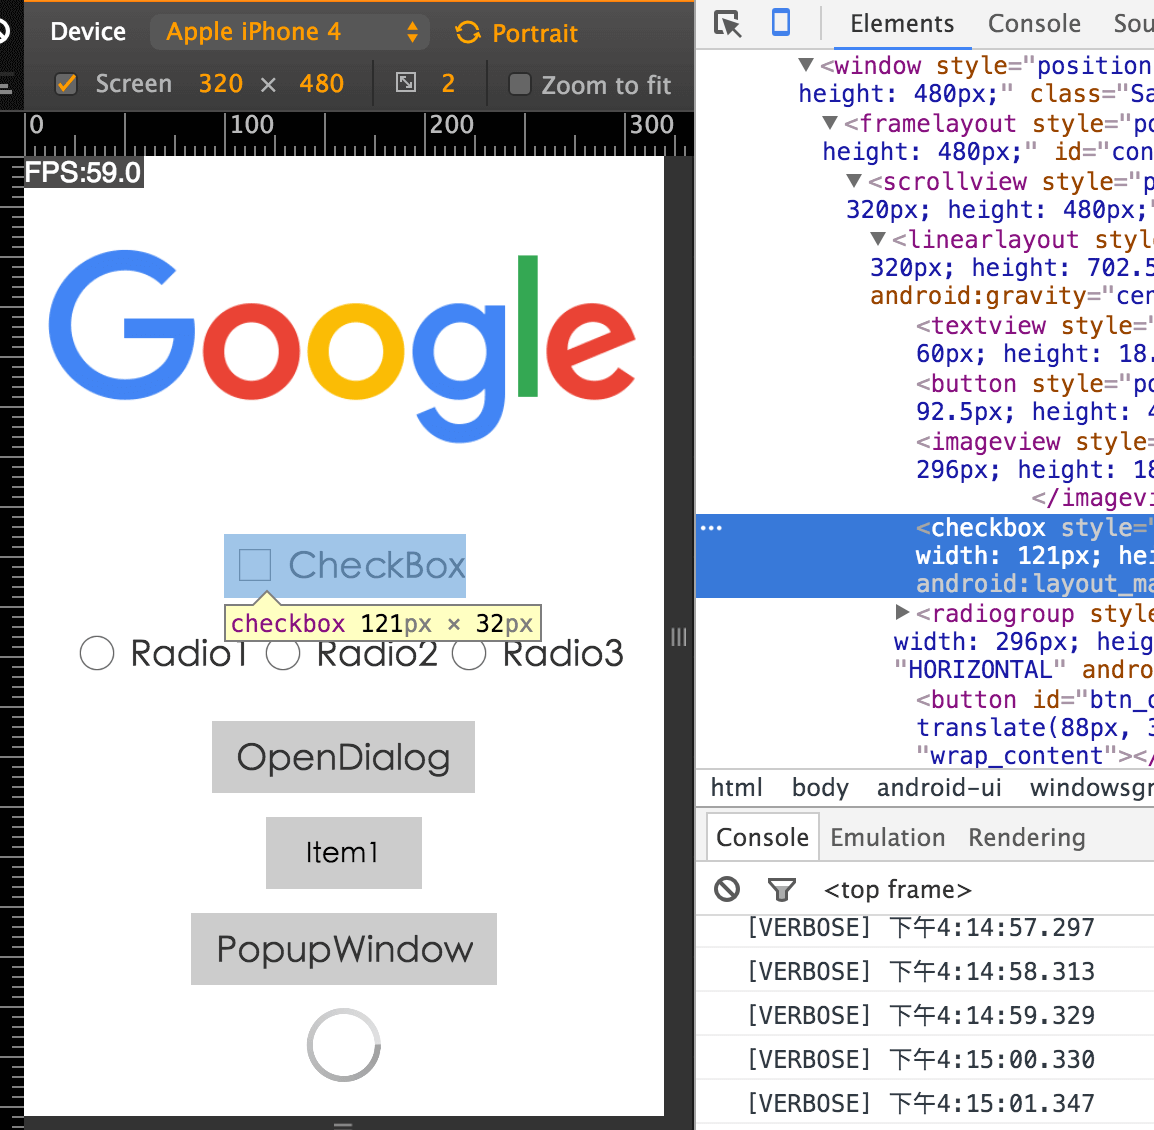 Device Apple iPhone 4 Portrait
Screen 320 × 480 2 Zoom to fit
0 100 200 300
FPS:59.0
Google
CheckBox
checkbox 121px × 32px
Radio1 Radio2 Radio3
OpenDialog
Item1
PopupWindow
Elements Console Sou
<window style="position
height: 480px;" class="Sa
<framelayout style="po
height: 480px;" id="con
<scrollview style="p
320px; height: 480px;"
<linearlayout style
320px; height: 702.5
android:gravity="cen
<textview style="
60px; height: 18.
<button style="po
92.5px; height: 4
<imageview style=
296px; height: 18
</imagevi
… <checkbox style="
width: 121px; hei
android:layout_ma
<radiogroup style
width: 296px; heig
"HORIZONTAL" andro
<button id="btn_o
translate(88px, 3
"wrap_content"></
html body android-ui windowsgr
Console Emulation Rendering
<top frame>
[VERBOSE] 下午4:14:57.297
[VERBOSE] 下午4:14:58.313
[VERBOSE] 下午4:14:59.329
[VERBOSE] 下午4:15:00.330
[VERBOSE] 下午4:15:01.347